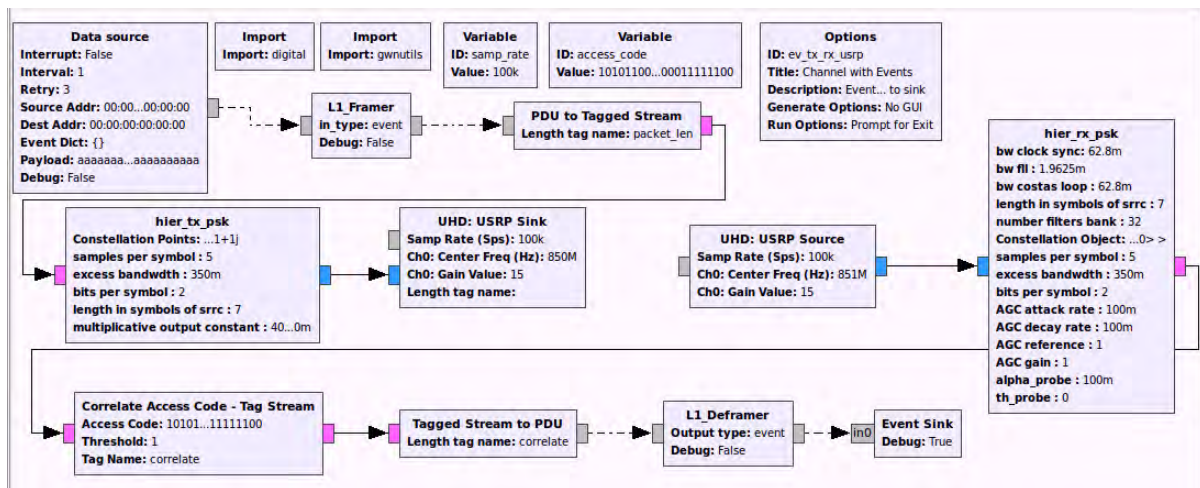 Data source
Interrupt: False
Interval: 1
Retry: 3
Source Addr: 00:00...00:00:00
Dest Addr: 00:00:00:00:00:00
Event Dict: {}
Payload: aaaaaaa...aaaaaaaaaa
Debug: False
Import
Import: digital
Import
Import: gwnutils
Variable
ID: samp_rate
Value: 100k
Variable
ID: access_code
Value: 10101100...00011111100
Options
ID: ev_tx_rx_usrp
Title: Channel with Events
Description: Event... to sink
Generate Options: No GUI
Run Options: Prompt for Exit
L1_Framer
in_type: event
Debug: False
PDU to Tagged Stream
Length tag name: packet_len
hier_rx_psk
bw clock sync: 62.8m
bw fll : 1.9625m
bw costas loop : 62.8m
length in symbols of srrc : 7
number filters bank : 32
Constellation Object: ...0> >
samples per symbol : 5
excess bandwdth : 350m
bits per symbol : 2
AGC attack rate : 100m
AGC decay rate : 100m
AGC reference : 1
AGC gain : 1
alpha_probe : 100m
th_probe : 0
hier_tx_psk
Constellation Points: ...1+1j
samples per symbol : 5
excess bandwdth : 350m
bits per symbol : 2
length in symbols of srrc : 7
multiplicative output constant : 40...0m
UHD: USRP Sink
Samp Rate (Sps): 100k
Ch0: Center Freq (Hz): 850M
Ch0: Gain Value: 15
Length tag name:
UHD: USRP Source
Samp Rate (Sps): 100k
Ch0: Center Freq (Hz): 851M
Ch0: Gain Value: 15
Correlate Access Code - Tag Stream
Access Code: 10101...11111100
Threshold: 1
Tag Name: correlate
Tagged Stream to PDU
Length tag name: correlate
L1_Deframer
Output type: event
Debug: False
in0
Event Sink
Debug: True